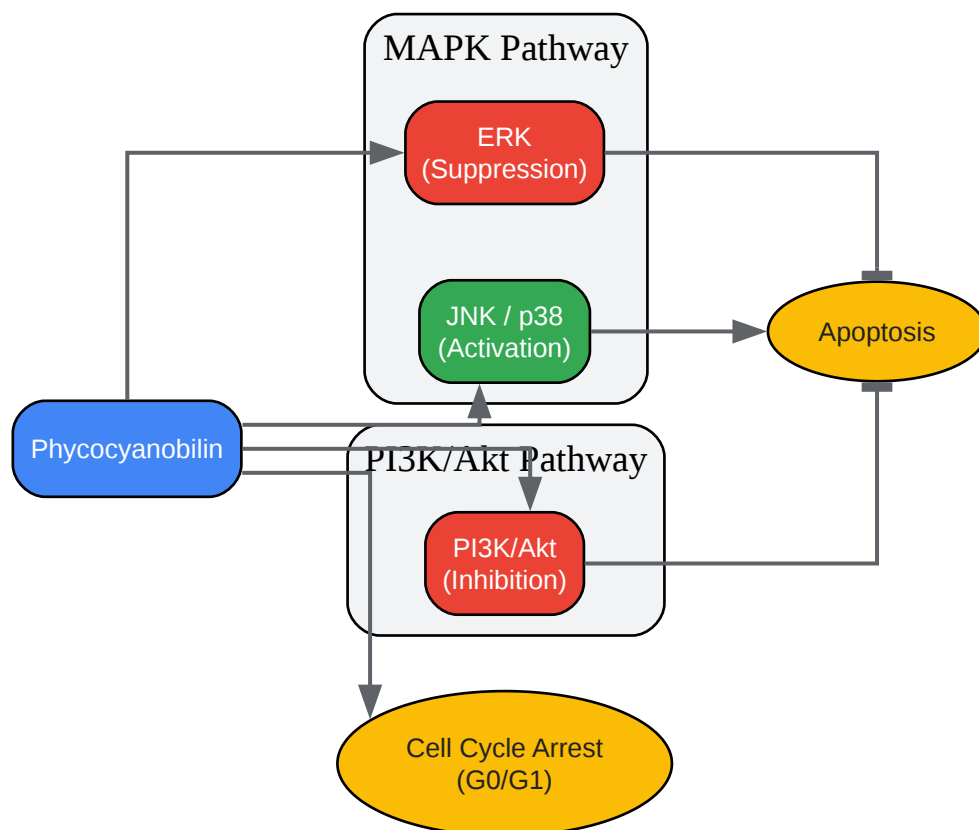 MAPK Pathway
ERK
(Suppression)
JNK / p38
(Activation)
Apoptosis
Phycocyanobilin
PI3K/Akt Pathway
PI3K/Akt
(Inhibition)
Cell Cycle Arrest
(G0/G1)